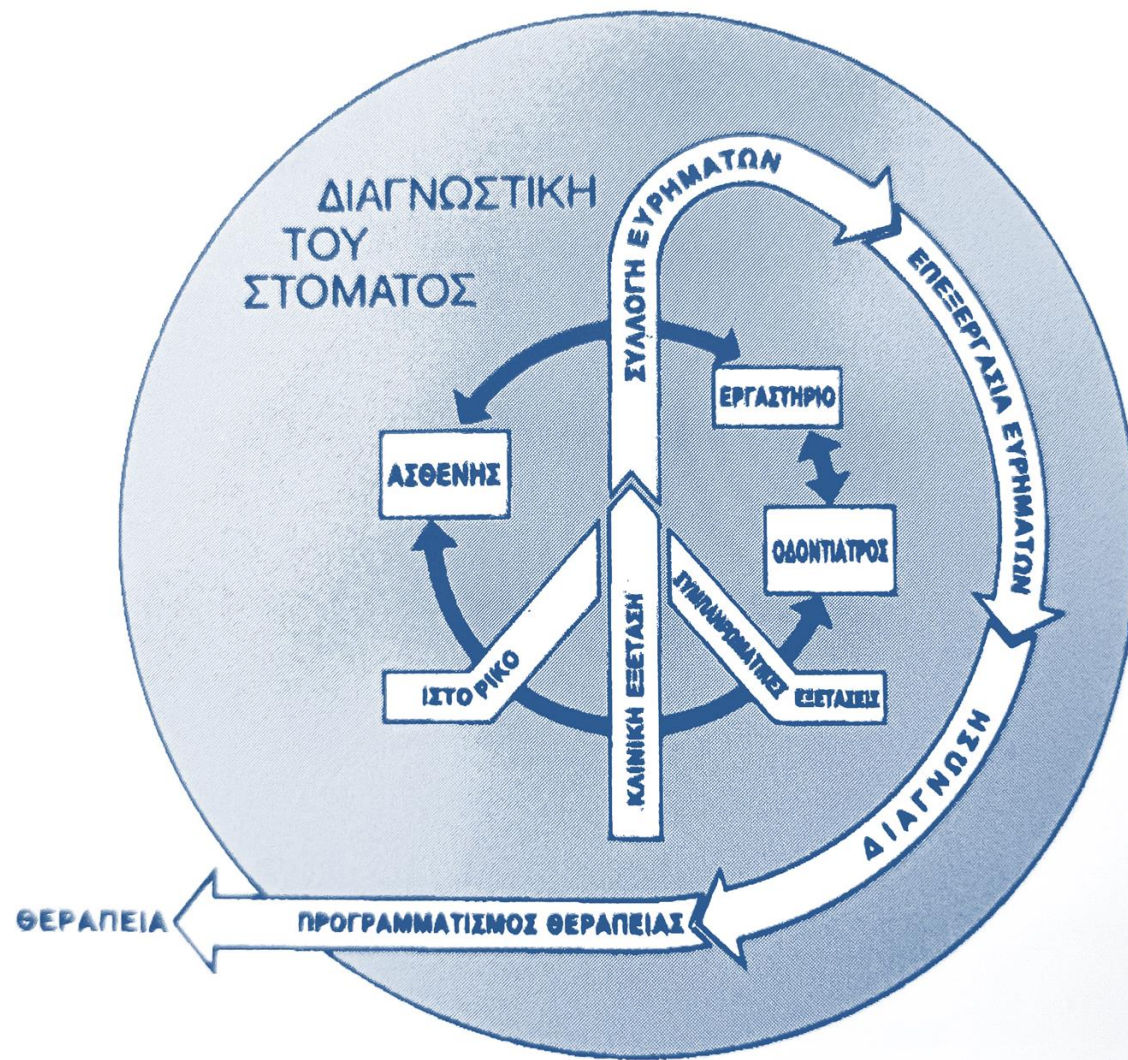 ΔΙΑΓΝΩΣΤΙΚΗ
ΤΟΥ
ΣΤΟΜΑΤΟΣ
ΣΥΛΛΟΓΗ ΕΥΡΗΜΑΤΩΝ
ΕΠΕΞΕΡΓΑΣΙΑ ΕΥΡΗΜΑΤΩΝ
ΕΡΓΑΣΤΗΡΙΟ
ΑΣΘΕΝΗΣ
ΟΔΟΝΤΙΑΤΡΟΣ
ΙΣΤΟΡΙΚΟ
ΚΛΙΝΙΚΗ ΕΞΕΤΑΣΗ
ΣΥΜΠΛΗΡΩΜΑΤΙΚΕΣ ΕΞΕΤΑΣΕΙΣ
ΔΙΑΓΝΩΣΗ
ΠΡΟΓΡΑΜΜΑΤΙΣΜΟΣ ΘΕΡΑΠΕΙΑΣ
ΘΕΡΑΠΕΙΑ